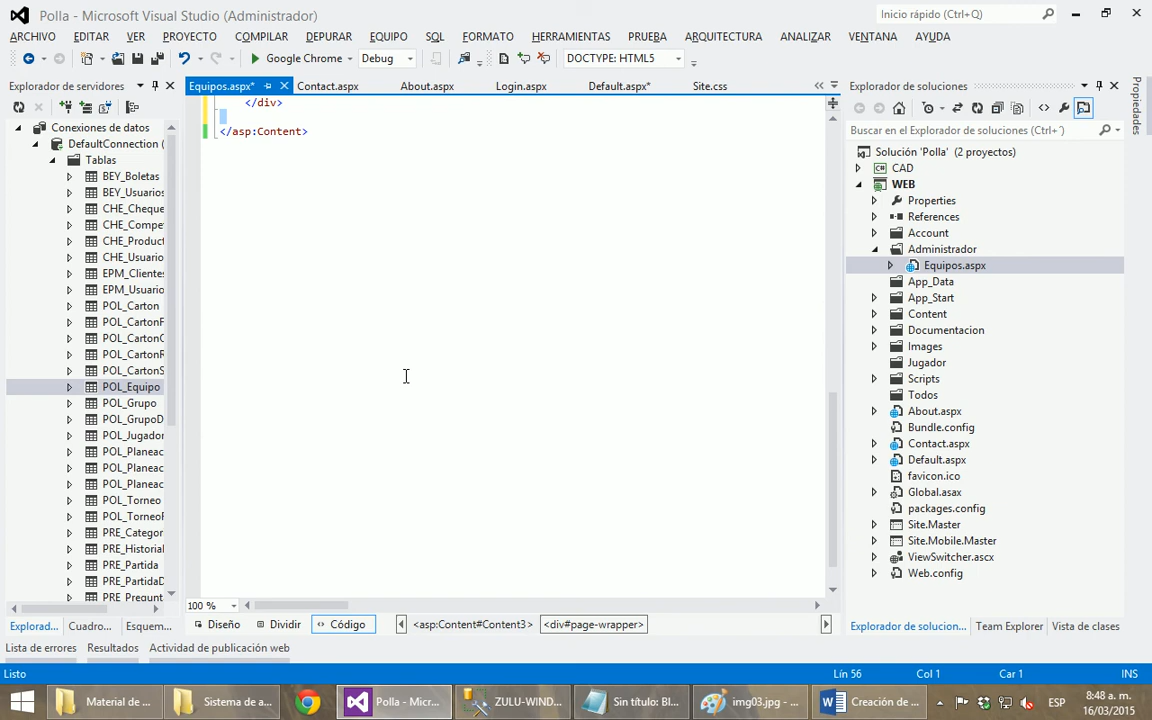 Polla - Microsoft Visual Studio (Administrador)
Inicio rápido (Ctrl+Q)
ARCHIVO EDITAR VER PROYECTO COMPILAR DEPURAR EQUIPO SQL FORMATO HERRAMIENTAS PRUEBA ARQUITECTURA ANALIZAR VENTANA AYUDA
Google Chrome Debug DOCTYPE: HTML5
Explorador de servidores
Equipos.aspx* Contact.aspx About.aspx Login.aspx Default.aspx* Site.css
Explorador de soluciones
Propiedades
</div>
</asp:Content>
Conexiones de datos
DefaultConnection (
Tablas
BEY_Boletas
BEY_Usuarios
CHE_Cheque
CHE_Compet
CHE_Product
CHE_Usuario
EPM_Clientes
EPM_Usuario
POL_Carton
POL_CartonF
POL_CartonC
POL_CartonR
POL_CartonS
POL_Equipo
POL_Grupo
POL_GrupoD
POL_Jugador
POL_Planeac
POL_Planeac
POL_Planeac
POL_Torneo
POL_TorneoF
PRE_Categor
PRE_Historial
PRE_Partida
PRE_PartidaD
PRE_Pregunt
Buscar en el Explorador de soluciones (Ctrl+´)
Solución 'Polla' (2 proyectos)
CAD
WEB
Properties
References
Account
Administrador
Equipos.aspx
App_Data
App_Start
Content
Documentacion
Images
Jugador
Scripts
Todos
About.aspx
Bundle.config
Contact.aspx
Default.aspx
favicon.ico
Global.asax
packages.config
Site.Master
Site.Mobile.Master
ViewSwitcher.ascx
Web.config
100 %
Diseño Dividir Código <asp:Content#Content3> <div#page-wrapper>
Explorad... Cuadro... Esquem...
Explorador de solucion... Team Explorer Vista de clases
Lista de errores Resultados Actividad de publicación web
Listo Lín 56 Col 1 Car 1 INS
Material de ... Sistema de a... Polla - Micr... ZULU-WIND... Sin título: Bl... img03.jpg - ... Creación de ... ESP
8:48 a. m.
16/03/2015